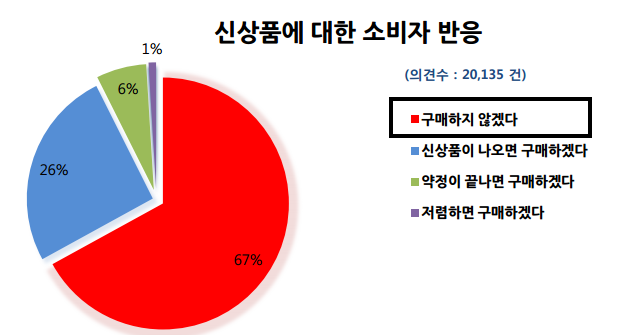 신상품에 대한 소비자 반응
(의견수 : 20,135 건)
1%
6%
26%
67%
구매하지 않겠다
신상품이 나오면 구매하겠다
약정이 끝나면 구매하겠다
저렴하면 구매하겠다